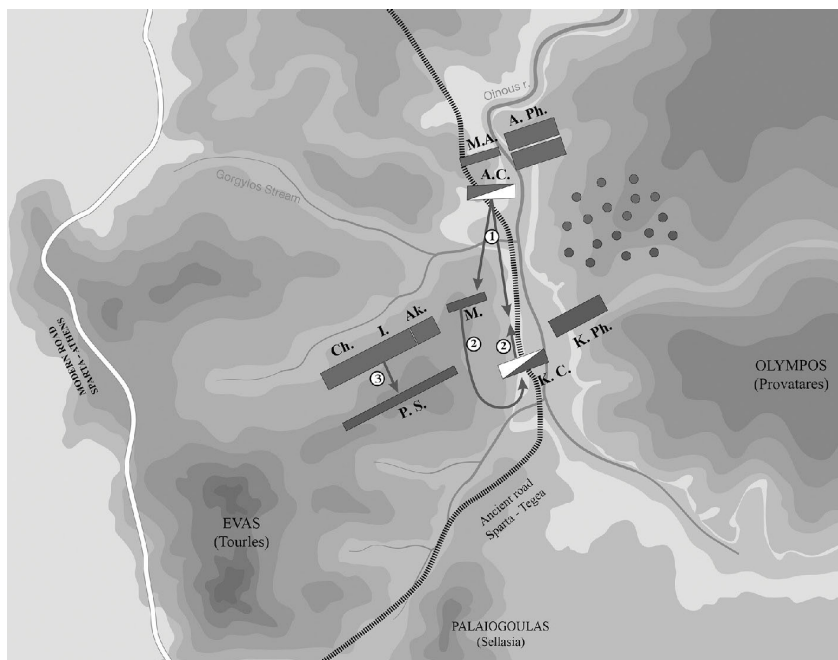 Oinous r.
A. Ph.
M.A.
A.C.
Gorgylos Stream
1
M.
Ak.
I.
Ch.
K. Ph.
2
2
K. C.
3
P. S.
MODERN ROAD
SPARTA - ATHENS
OLYMPOS
(Provatares)
Ancient road
Sparta - Tegea
EVAS
(Tourles)
PALAIOGOULAS
(Sellasia)